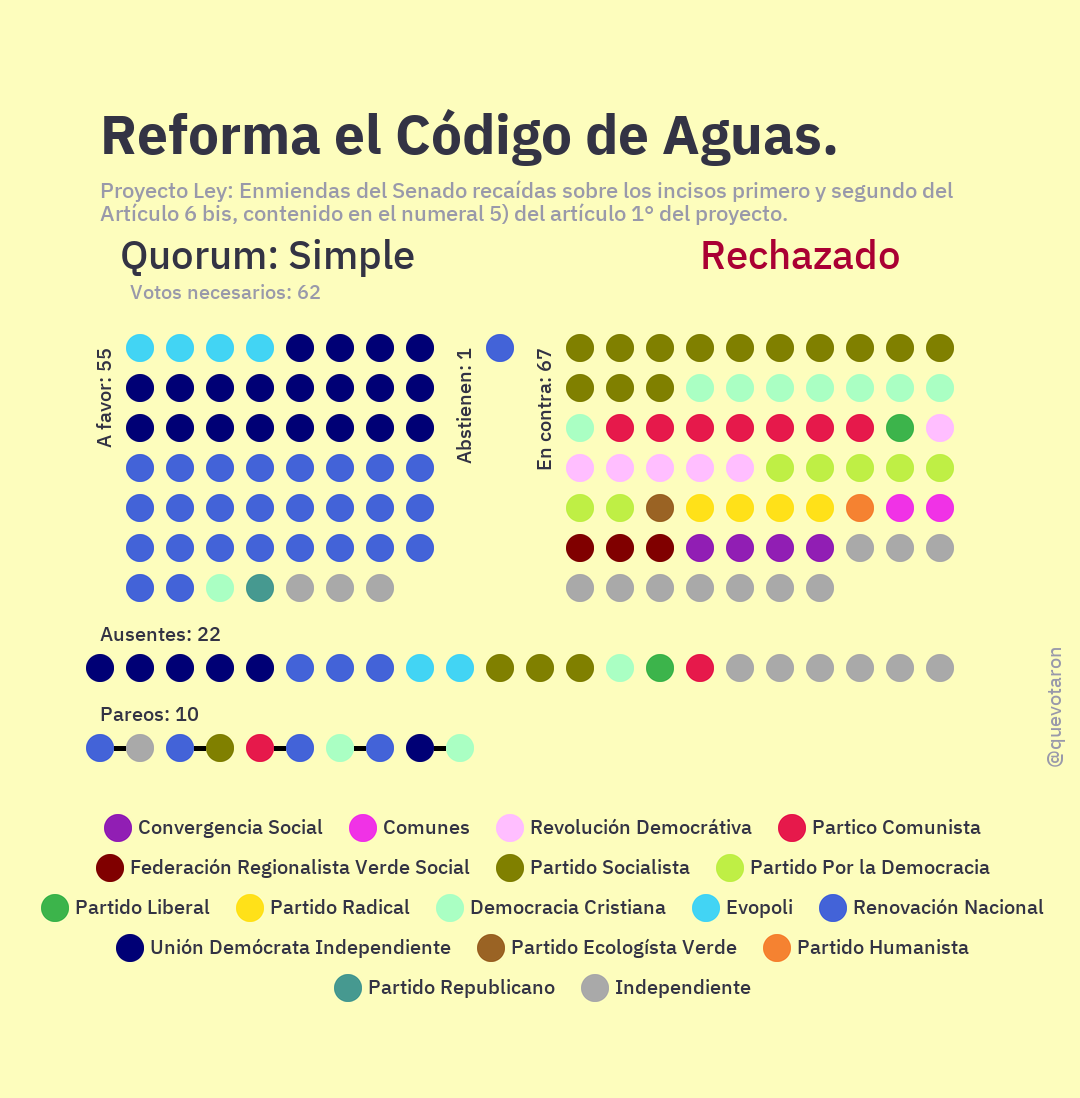 Reforma el Código de Aguas.
Proyecto Ley: Enmiendas del Senado recaídas sobre los incisos primero y segundo del
Artículo 6 bis, contenido en el numeral 5) del artículo 1° del proyecto.
Quorum: Simple
Rechazado
Votos necesarios: 62
A favor: 55
Abstienen: 1
En contra: 67
Ausentes: 22
Pareos: 10
@quevotaron
Convergencia Social
Comunes
Revolución Democrátiva
Partico Comunista
Federación Regionalista Verde Social
Partido Socialista
Partido Por la Democracia
Partido Liberal
Partido Radical
Democracia Cristiana
Evopoli
Renovación Nacional
Unión Demócrata Independiente
Partido Ecologísta Verde
Partido Humanista
Partido Republicano
Independiente